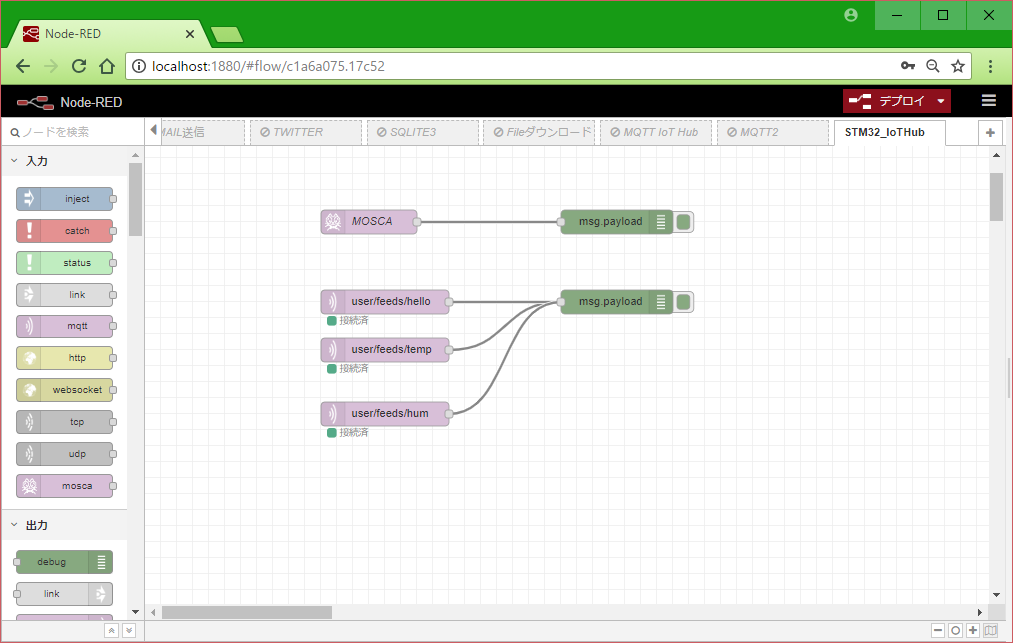 Node-RED
localhost:1880/#flow/c1a6a075.17c52
Node-RED
デプロイ
ノードを検索
MAIL送信
TWITTER
SQLITE3
Fileダウンロード
MQTT IoT Hub
MQTT2
STM32_IoTHub
入力
inject
catch
status
link
mqtt
http
websocket
tcp
udp
mosca
出力
debug
link
MOSCA
msg.payload
user/feeds/hello
接続済
msg.payload
user/feeds/temp
接続済
user/feeds/hum
接続済